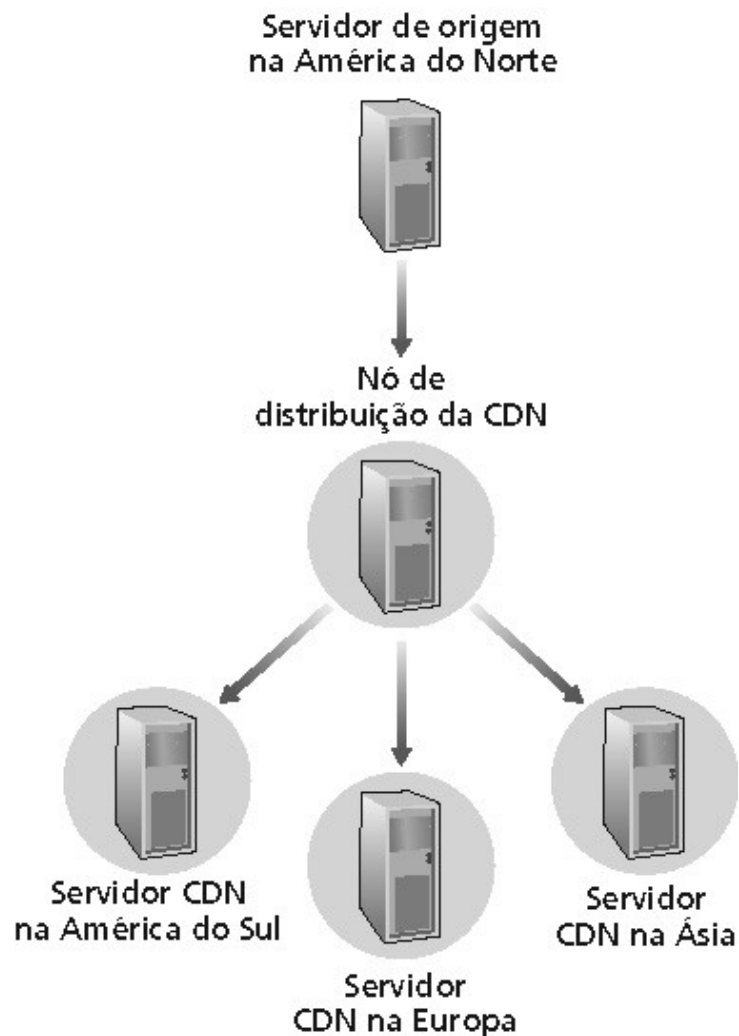 Servidor de origem
na América do Norte
Nó de
distribuição da CDN
Servidor CDN
na América do Sul
Servidor
CDN na Europa
Servidor
CDN na Ásia